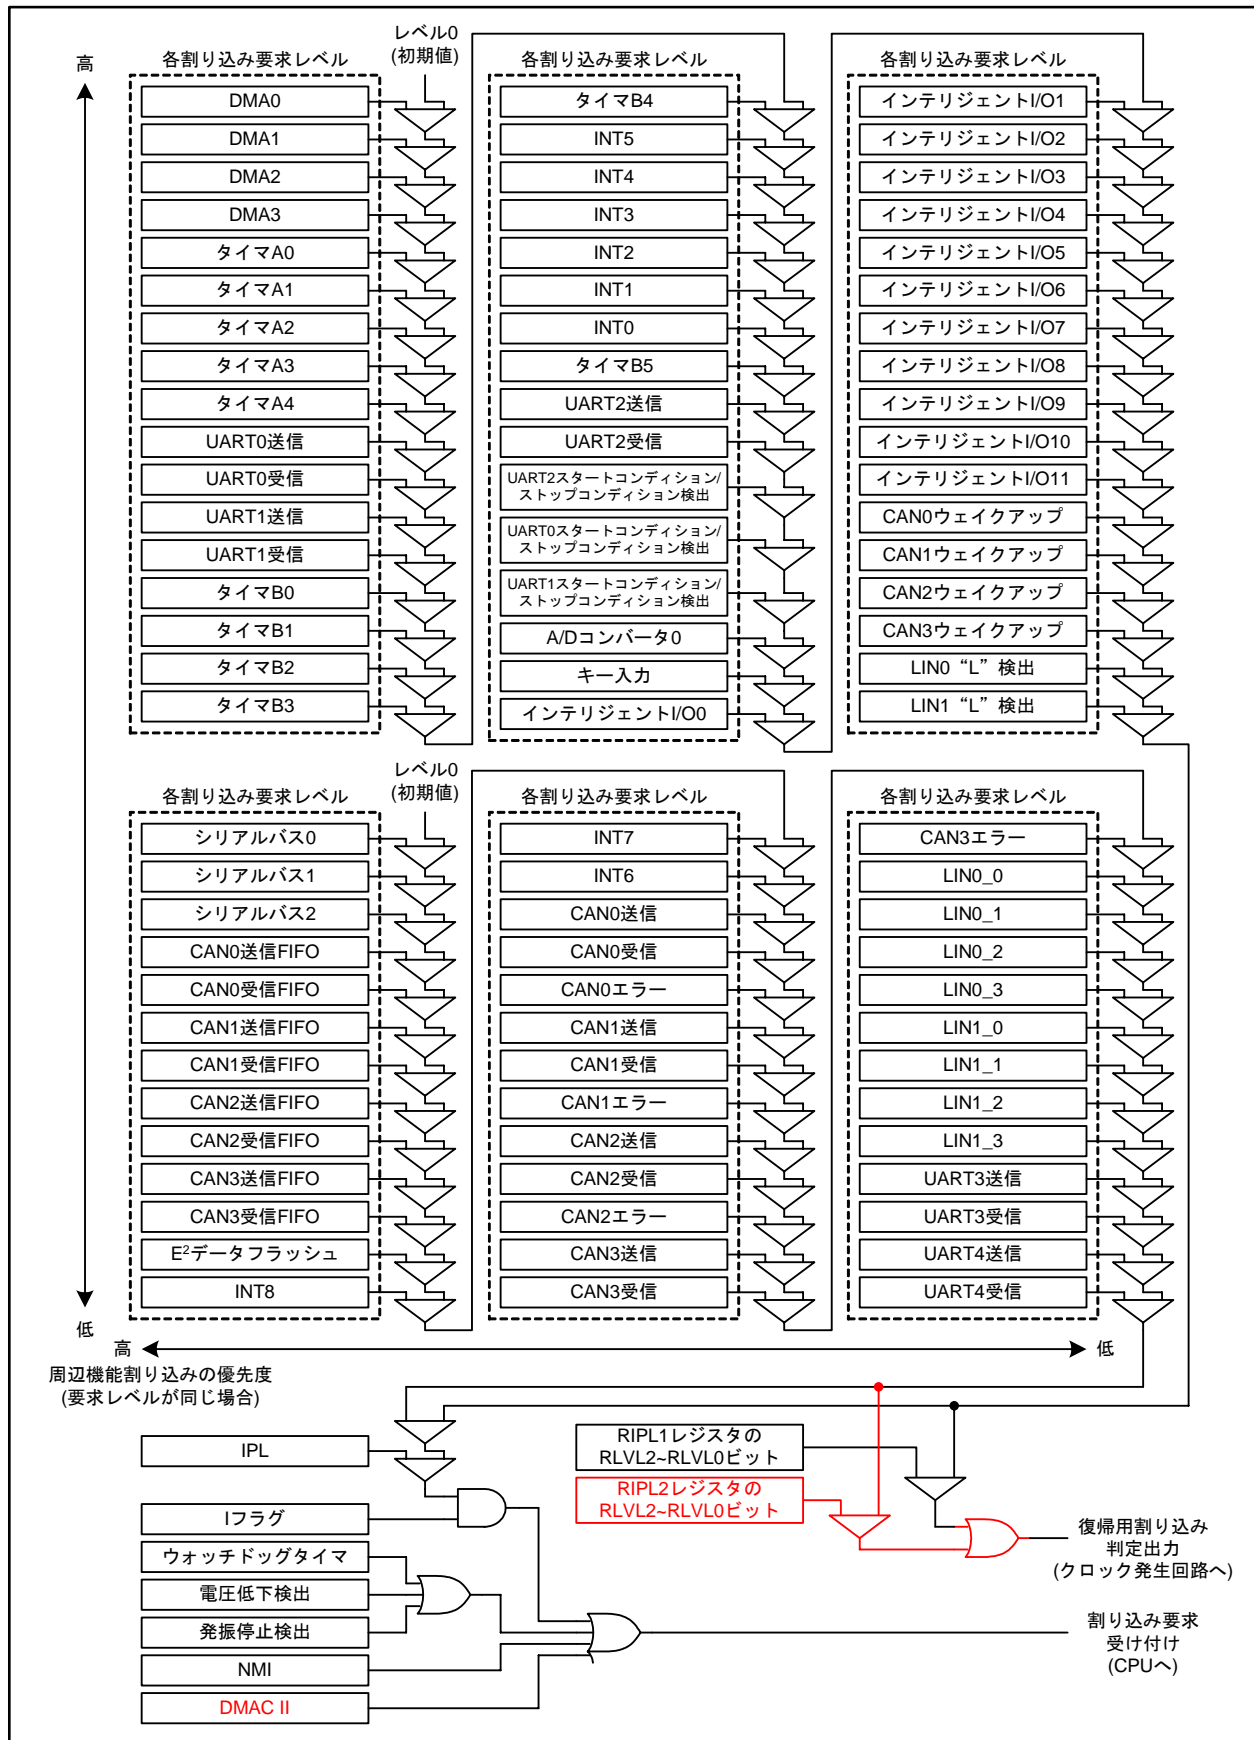 高
各割り込み要求レベル
レベル0
(初期値)
DMA0
DMA1
DMA2
DMA3
タイマA0
タイマA1
タイマA2
タイマA3
タイマA4
UART0送信
UART0受信
UART1送信
UART1受信
タイマB0
タイマB1
タイマB2
タイマB3
各割り込み要求レベル
タイマB4
INT5
INT4
INT3
INT2
INT1
INT0
タイマB5
UART2送信
UART2受信
UART2スタートコンディション/
ストップコンディション検出
UART0スタートコンディション/
ストップコンディション検出
UART1スタートコンディション/
ストップコンディション検出
A/Dコンバータ0
キー入力
インテリジェントI/O0
各割り込み要求レベル
インテリジェントI/O1
インテリジェントI/O2
インテリジェントI/O3
インテリジェントI/O4
インテリジェントI/O5
インテリジェントI/O6
インテリジェントI/O7
インテリジェントI/O8
インテリジェントI/O9
インテリジェントI/O10
インテリジェントI/O11
CAN0ウェイクアップ
CAN1ウェイクアップ
CAN2ウェイクアップ
CAN3ウェイクアップ
LIN0“L”検出
LIN1“L”検出
各割り込み要求レベル
レベル0
(初期値)
シリアルバス0
シリアルバス1
シリアルバス2
CAN0送信FIFO
CAN0受信FIFO
CAN1送信FIFO
CAN1受信FIFO
CAN2送信FIFO
CAN2受信FIFO
CAN3送信FIFO
CAN3受信FIFO
E²データフラッシュ
INT8
各割り込み要求レベル
INT7
INT6
CAN0送信
CAN0受信
CAN0エラー
CAN1送信
CAN1受信
CAN1エラー
CAN2送信
CAN2受信
CAN2エラー
CAN3送信
CAN3受信
各割り込み要求レベル
CAN3エラー
LIN0_0
LIN0_1
LIN0_2
LIN0_3
LIN1_0
LIN1_1
LIN1_2
LIN1_3
UART3送信
UART3受信
UART4送信
UART4受信
低
高
低
周辺機能割り込みの優先度
(要求レベルが同じ場合)
IPL
Iフラグ
ウォッチドッグタイマ
電圧低下検出
発振停止検出
NMI
DMAC II
RIPL1レジスタの
RLVL2~RLVL0ビット
RIPL2レジスタの
RLVL2~RLVL0ビット
復帰用割り込み
判定出力
(クロック発生回路へ)
割り込み要求
受け付け
(CPUへ)